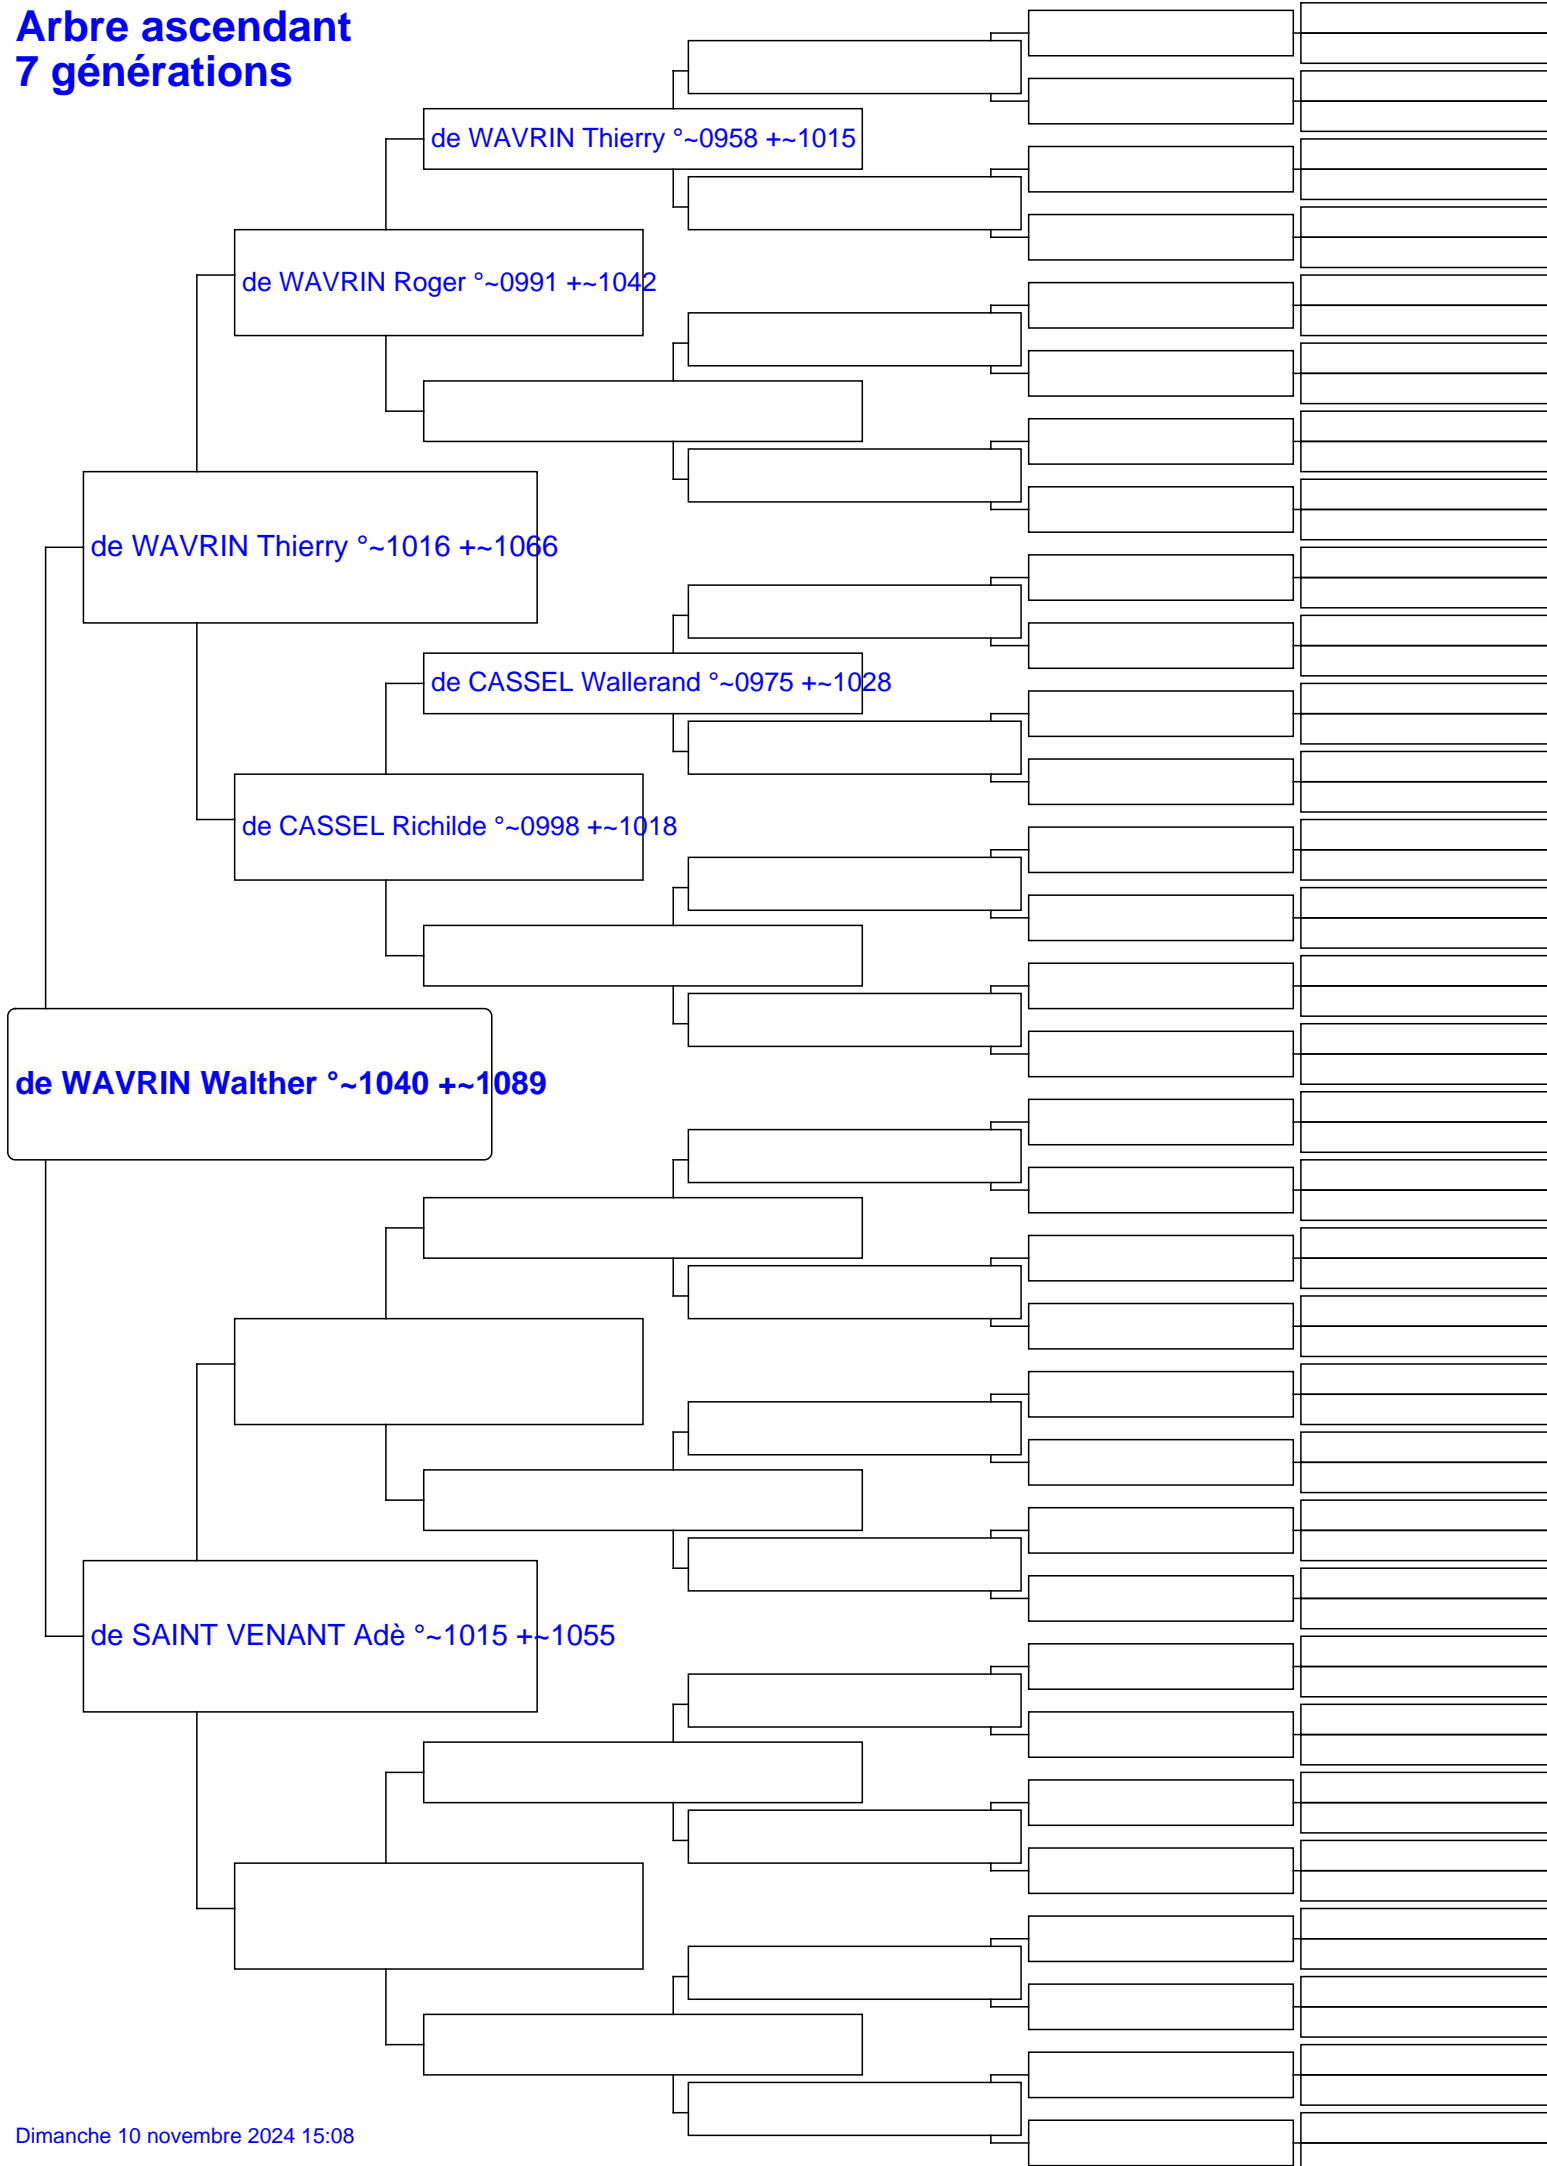 Arbre ascendant
7 générations
de WAVRIN Thierry °~0958 +~1015
de WAVRIN Roger °~0991 +~1042
de WAVRIN Thierry °~1016 +~1066
de CASSEL Wallerand °~0975 +~1028
de CASSEL Richilde °~0998 +~1018
de WAVRIN Walther °~1040 +~1089
de SAINT VENANT Adè °~1015 +~1055
Dimanche 10 novembre 2024 15:08